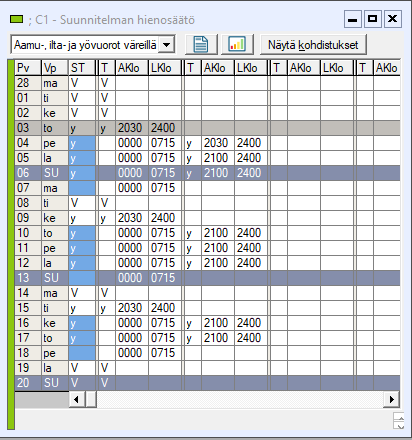 ; C1 - Suunnitelman hienosäätö
Aamu-, ilta- ja yövuorot väreillä Näytä kohdistukset
Pv Vp ST T AKlo LKlo T AKlo LKlo T AKlo LKlo T AKlo
28 ma V V
01 ti V V
02 ke V V
03 to y y 2030 2400
04 pe y 0000 0715 y 2030 2400
05 la y 0000 0715 y 2100 2400
06 SU y 0000 0715 y 2100 2400
07 ma 0000 0715
08 ti V V
09 ke y y 2030 2400
10 to y 0000 0715 y 2100 2400
11 pe y 0000 0715 y 2100 2400
12 la y 0000 0715 y 2100 2400
13 SU 0000 0715
14 ma V V
15 ti y y 2030 2400
16 ke y 0000 0715 y 2100 2400
17 to y 0000 0715 y 2100 2400
18 pe 0000 0715
19 la V V
20 SU V V